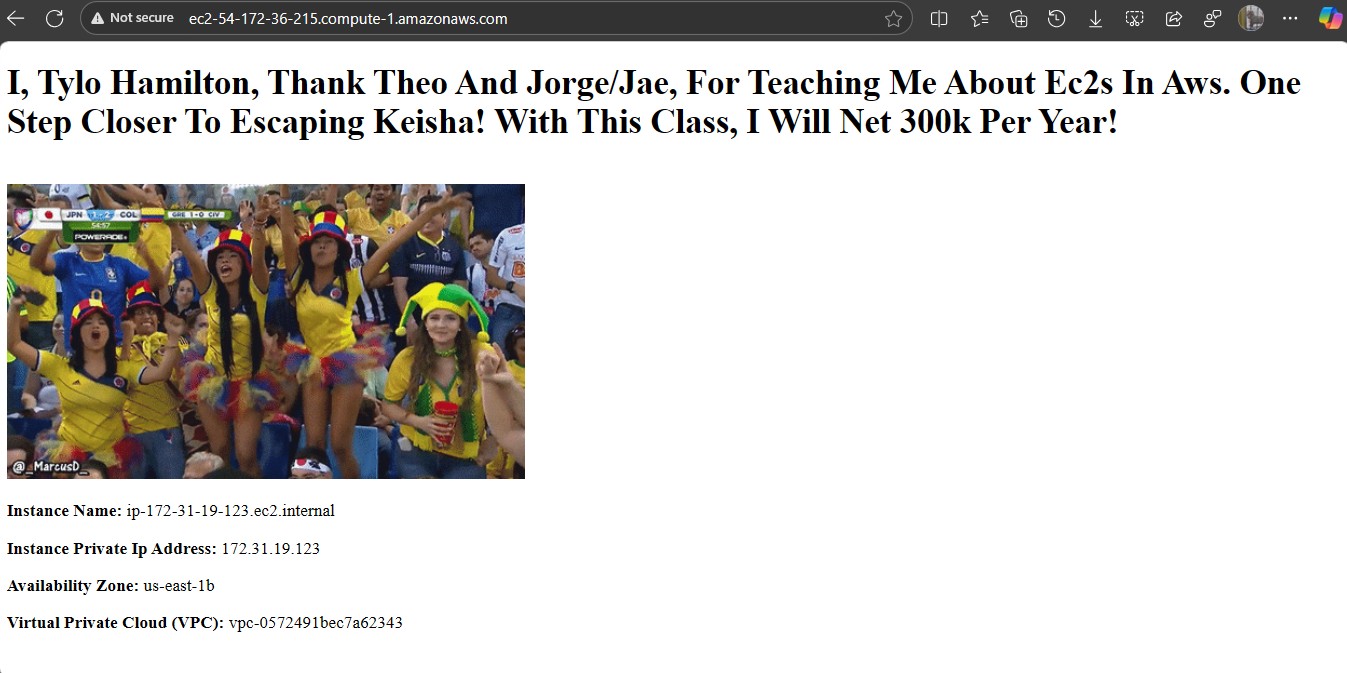 Not secure
ec2-54-172-36-215.compute-1.amazonaws.com
I, Tylo Hamilton, Thank Theo And Jorge/Jae, For Teaching Me About Ec2s In Aws. One
Step Closer To Escaping Keisha! With This Class, I Will Net 300k Per Year!
JPN 1-2 COL GRE 1-0 CIV
54:57
POWERADE
@_MarcusD_
Instance Name: ip-172-31-19-123.ec2.internal
Instance Private Ip Address: 172.31.19.123
Availability Zone: us-east-1b
Virtual Private Cloud (VPC): vpc-0572491bec7a62343